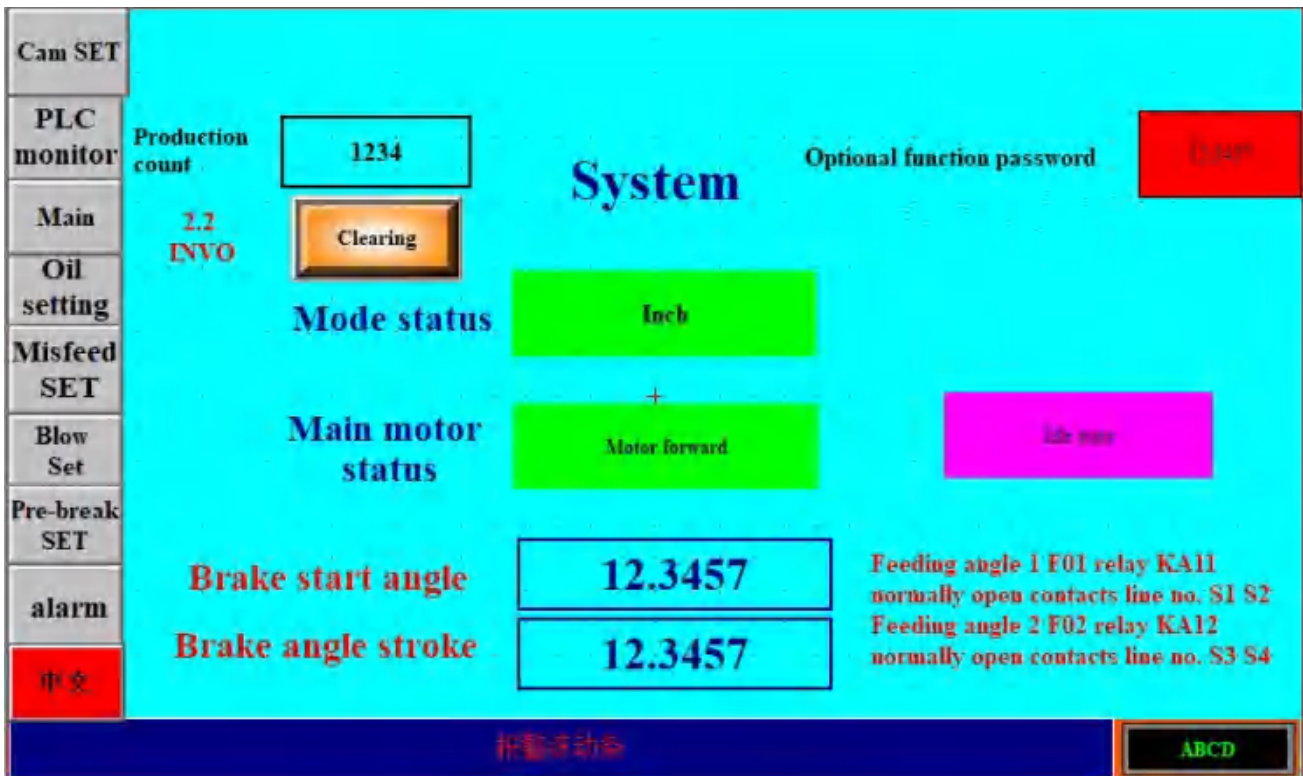 Cam SET
PLC
monitor
Main
Oil
setting
Misfeed
SET
Blow
Set
Pre-break
SET
alarm
中文
Production
count
1234
2.2
INVO
Clearing
System
Optional function password
Mode status
Inch
Main motor
status
Motor forward
Brake start angle
12.3457
Brake angle stroke
12.3457
Feeding angle 1 F01 relay KA11
normally open contacts line no. S1 S2
Feeding angle 2 F02 relay KA12
normally open contacts line no. S3 S4
ABCD